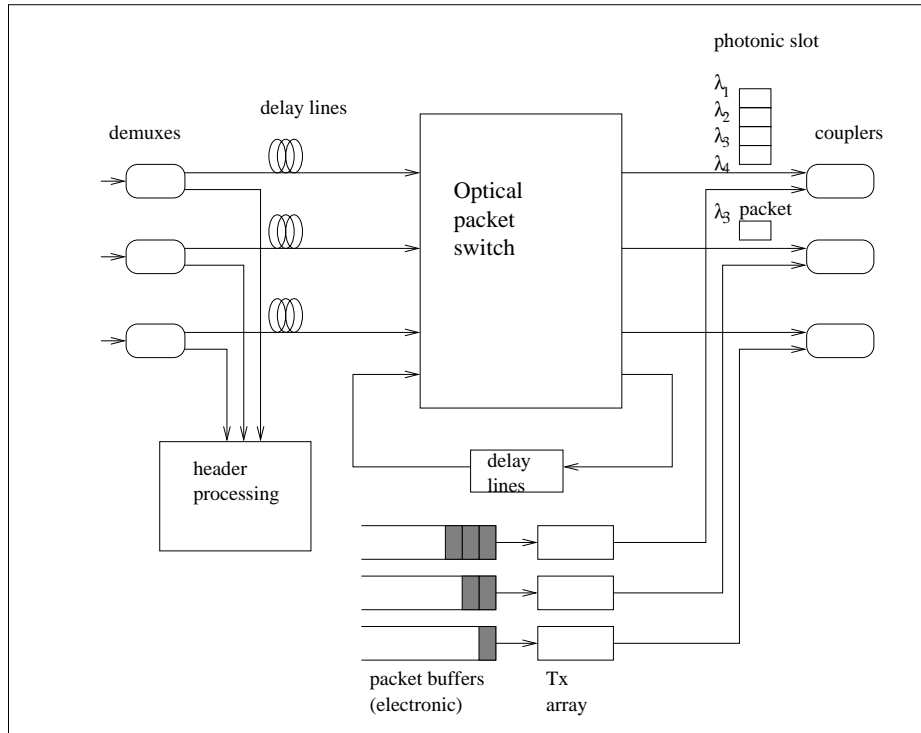 photonic slot
λ1
λ2
λ3
λ4
delay lines
demuxes
couplers
Optical
packet
switch
λ3 packet
header
processing
delay
lines
packet buffers
(electronic)
Tx
array